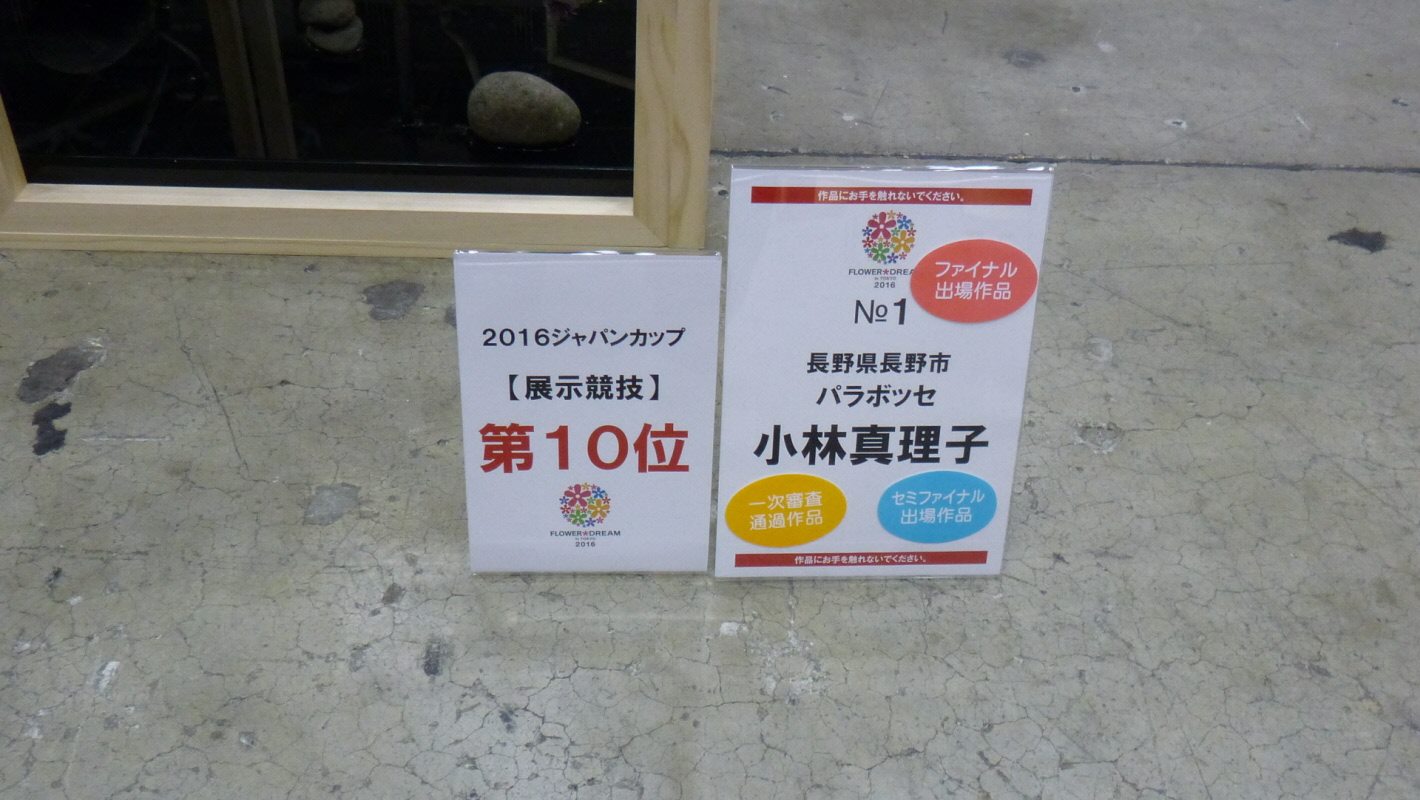 2016ジャパンカップ
【展示競技】
第10位
FLOWER★DREAM
in TOKYO
2016
作品にお手を触れないでください。
FLOWER★DREA
in TOKYO
2016
ファイナル
出場作品
№1
長野県長野市
パラボッセ
小林真理子
一次審査
通過作品
セミファイナル
出場作品
作品にお手を触れないでください。